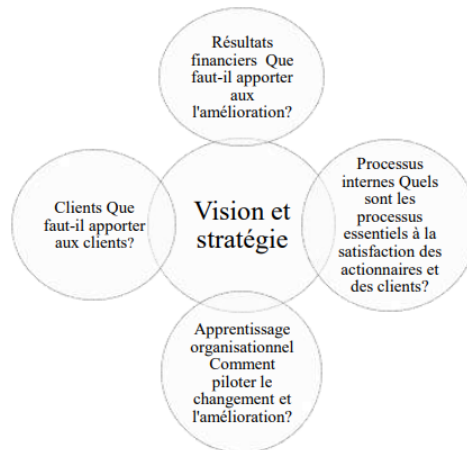 Résultats
financiers Que
faut-il apporter
aux
l'amélioration?
Clients Que
faut-il apporter
aux clients?
Vision et
stratégie
Processus
internes Quels
sont les
processus
essentiels à la
satisfaction des
actionnaires et
des clients?
Apprentissage
organisationnel
Comment
piloter le
changement et
l'amélioration?